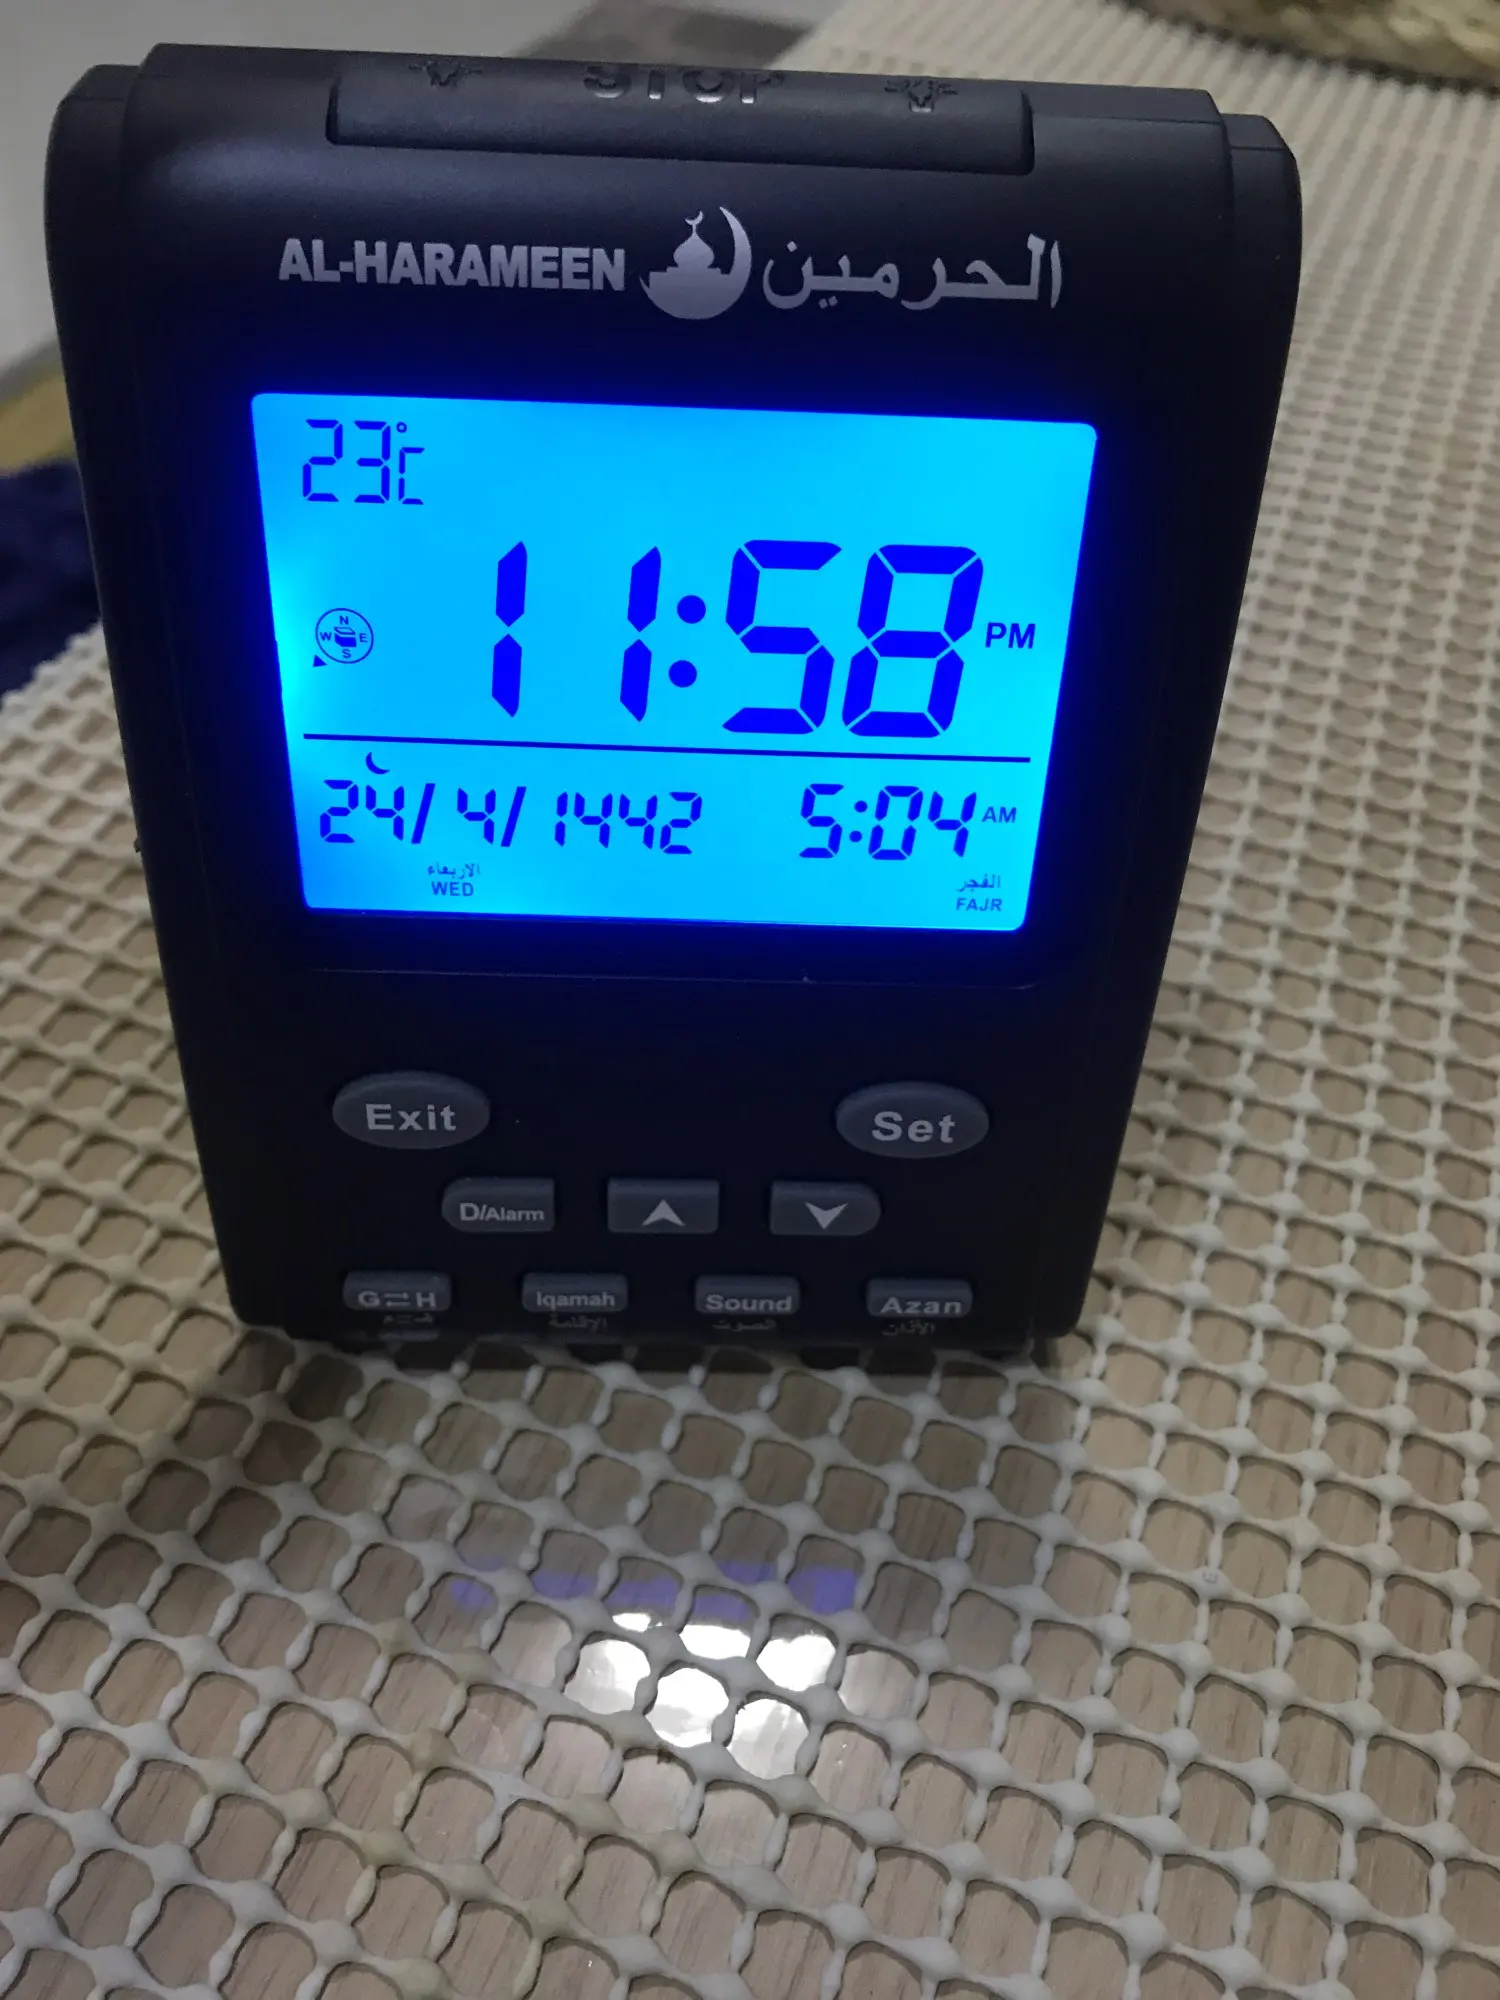 STOP
AL-HARAMEEN الحرمين
23°C
11:58 PM
N
W E
S
24/4/1442 5:04 AM
الاربعاء الفجر
WED FAJR
Exit Set
D/Alarm
G⇄H Iqamah Sound Azan
الإقامة الصوت الأذان